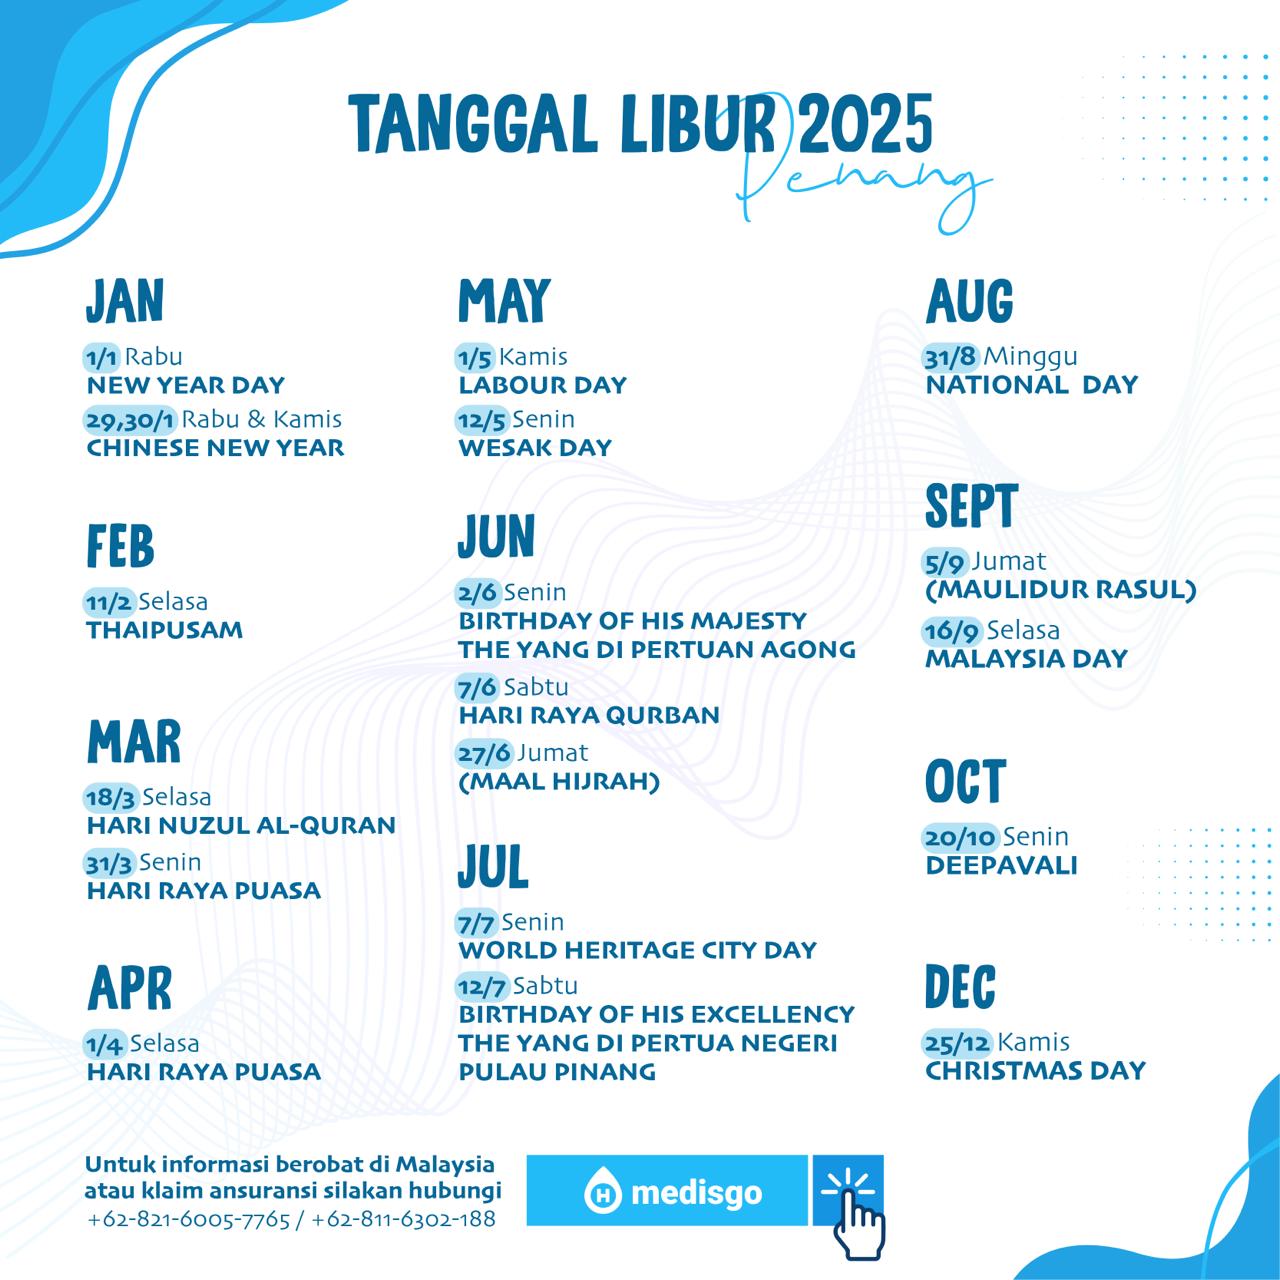 TANGGAL LIBUR 2025
Penang
JAN
1/1 Rabu
NEW YEAR DAY
29,30/1 Rabu & Kamis
CHINESE NEW YEAR
FEB
11/2 Selasa
THAIPUSAM
MAR
18/3 Selasa
HARI NUZUL AL-QURAN
31/3 Senin
HARI RAYA PUASA
APR
1/4 Selasa
HARI RAYA PUASA
MAY
1/5 Kamis
LABOUR DAY
12/5 Senin
WESAK DAY
JUN
2/6 Senin
BIRTHDAY OF HIS MAJESTY
THE YANG DI PERTUAN AGONG
7/6 Sabtu
HARI RAYA QURBAN
27/6 Jumat
(MAAL HIJRAH)
JUL
7/7 Senin
WORLD HERITAGE CITY DAY
12/7 Sabtu
BIRTHDAY OF HIS EXCELLENCY
THE YANG DI PERTUA NEGERI
PULAU PINANG
AUG
31/8 Minggu
NATIONAL DAY
SEPT
5/9 Jumat
(MAULIDUR RASUL)
16/9 Selasa
MALAYSIA DAY
OCT
20/10 Senin
DEEPAVALI
DEC
25/12 Kamis
CHRISTMAS DAY
Untuk informasi berobat di Malaysia
atau klaim ansuransi silakan hubungi
+62-821-6005-7765 / +62-811-6302-188
H medisgo